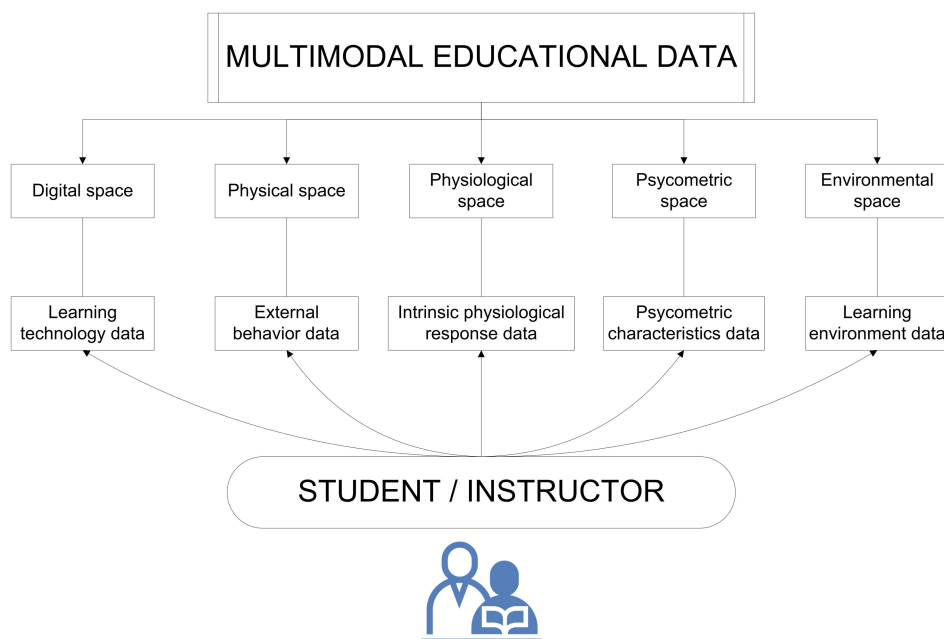 MULTIMODAL EDUCATIONAL DATA
Digital space
Physical space
Physiological
space
Psycometric
space
Environmental
space
Learning
technology data
External
behavior data
Intrinsic physiological
response data
Psycometric
characteristics data
Learning
environment data
STUDENT / INSTRUCTOR